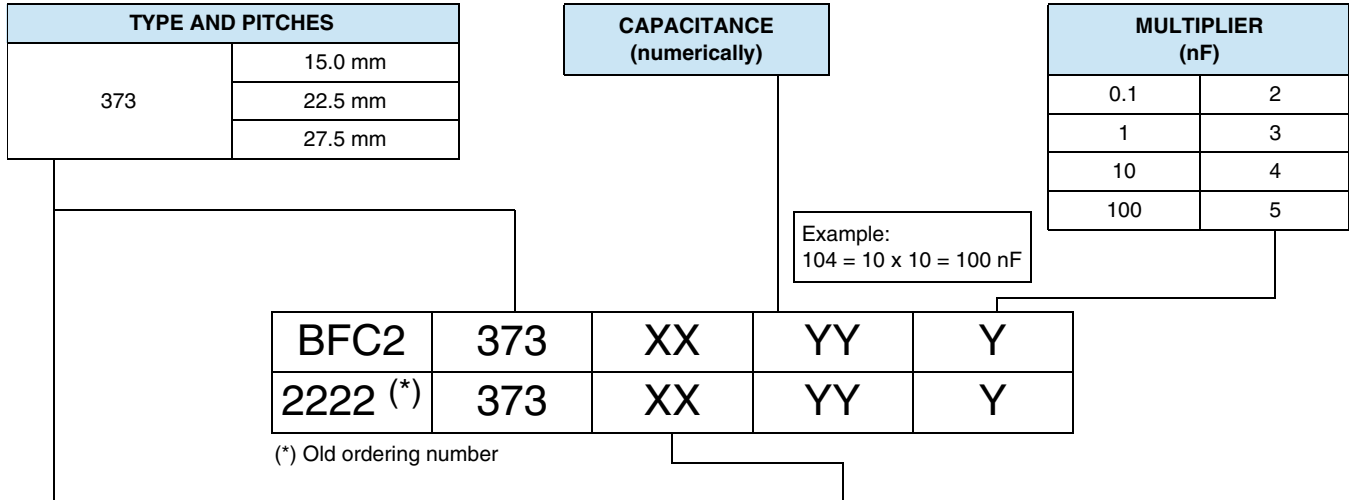 TYPE AND PITCHES
373
15.0 mm
22.5 mm
27.5 mm
CAPACITANCE
(numerically)
MULTIPLIER
(nF)
0.1 2
1 3
10 4
100 5
Example:
104 = 10 x 10 = 100 nF
BFC2 373 XX YY Y
2222 (*) 373 XX YY Y
(*) Old ordering number